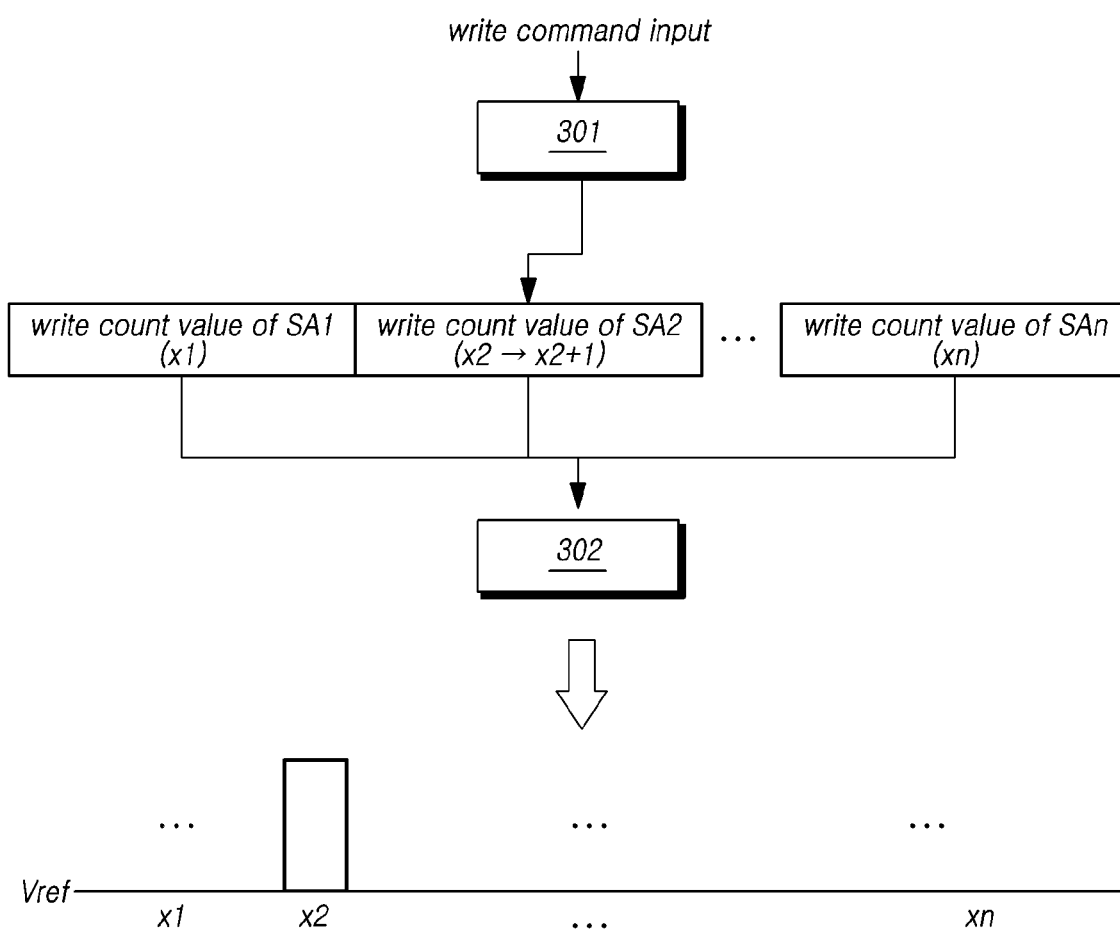 write command input
301
write count value of SA1 write count value of SA2 ... write count value of SAn
(x1) (x2 → x2+1) (xn)
302
... ... ...
Vref
x1 x2 ... xn